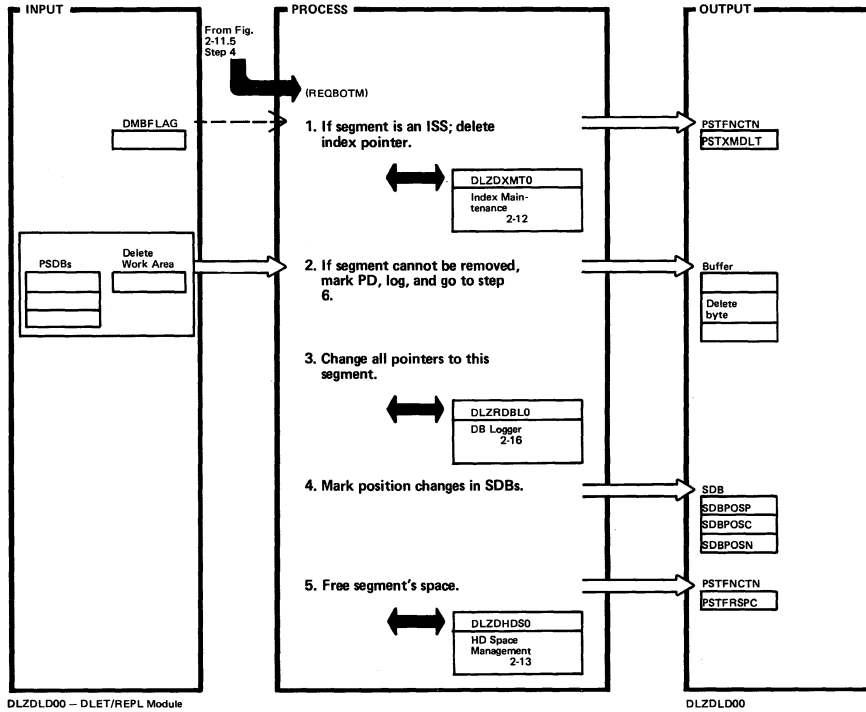 INPUT
PROCESS
OUTPUT
From Fig.
2-11.5
Step 4
(REQBOTM)
DMBFLAG
1. If segment is an ISS; delete
index pointer.
PSTFNCTN
PSTXMDLT
DLZDXMT0
Index Main-
tenance
2-12
PSDBs
Delete
Work Area
2. If segment cannot be removed,
mark PD, log, and go to step
6.
Buffer
Delete
byte
3. Change all pointers to this
segment.
DLZRDBL0
DB Logger
2-16
4. Mark position changes in SDBs.
SDB
SDBPOSP
SDBPOSC
SDBPOSN
5. Free segment's space.
PSTFNCTN
PSTFRSPC
DLZDHDS0
HD Space
Management
2-13
DLZDLD00 – DLET/REPL Module
DLZDLD00